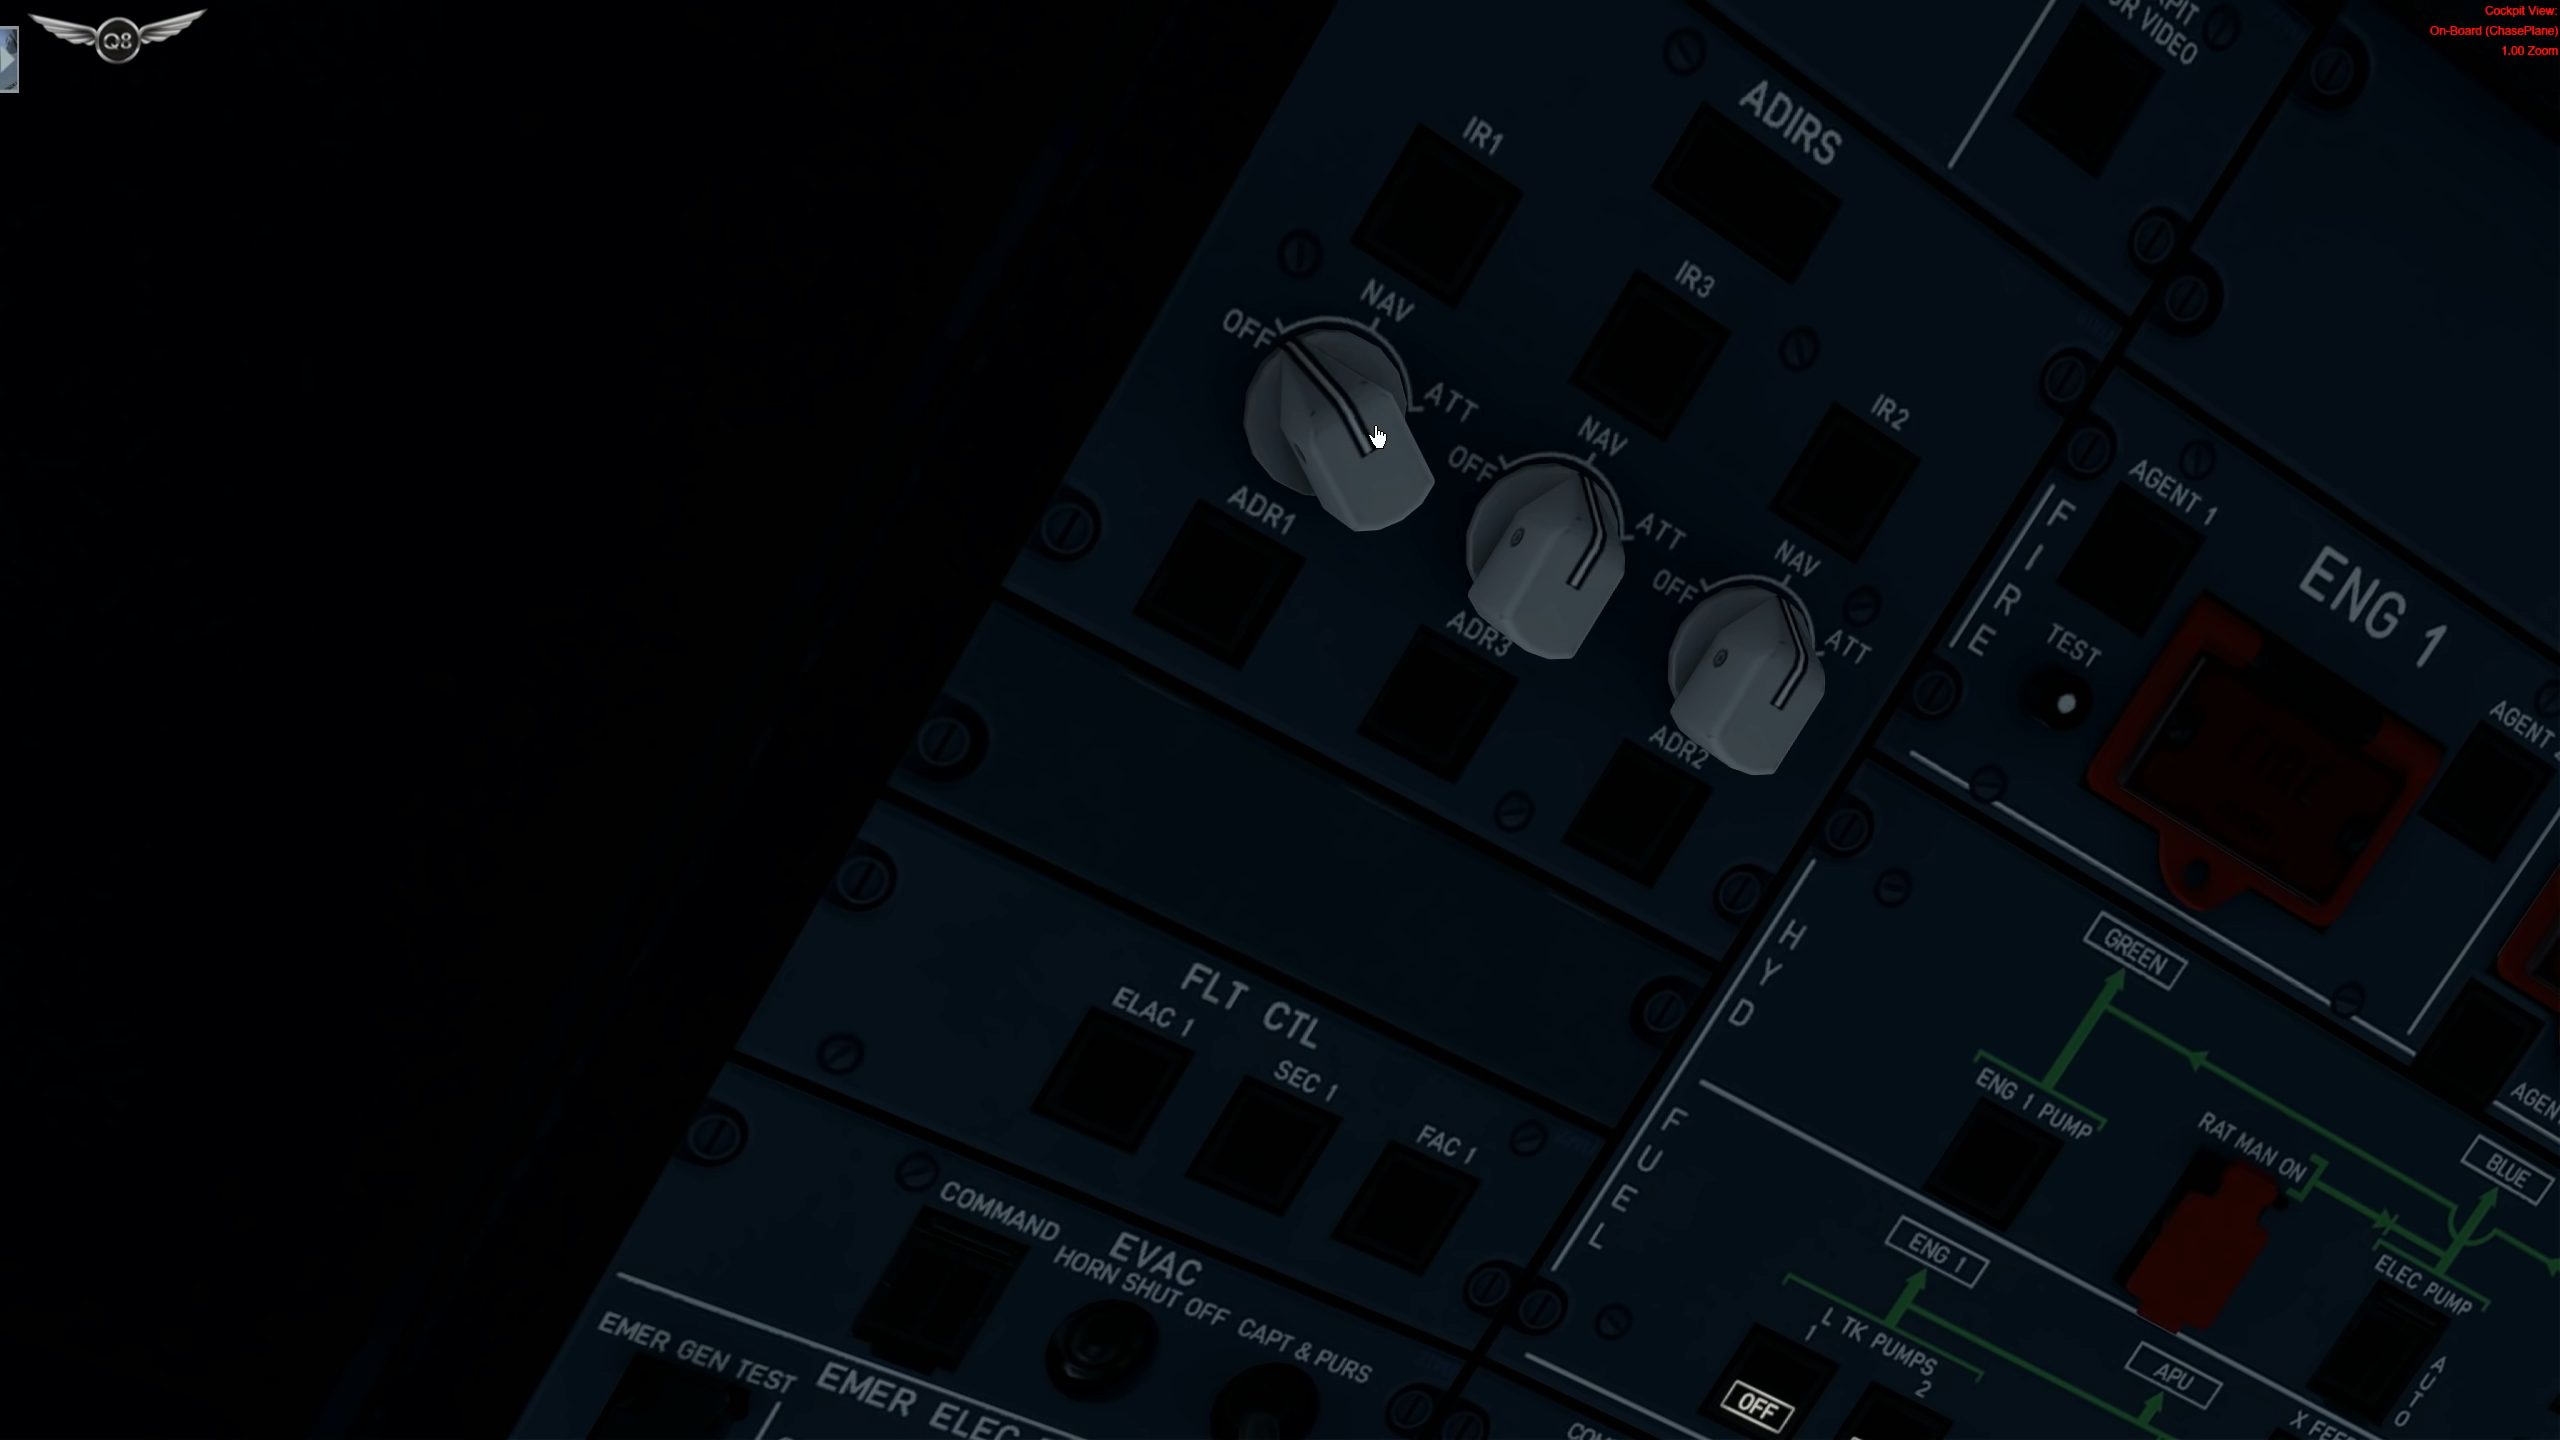 Q8
Cockpit View:
On-Board (ChasePlane)
1.00 Zoom
OR VIDEO
ADIRS
IR1
IR3
IR2
OFF
NAV
ATT
OFF
NAV
ATT
OFF
NAV
ATT
ADR1
ADR3
ADR2
FIRE
AGENT 1
TEST
ENG 1
AGENT
HYD
GREEN
ENG 1 PUMP
RAT MAN ON
BLUE
ELEC PUMP
AUTO
FLT CTL
ELAC 1
SEC 1
FAC 1
FUEL
ENG 1
L TK PUMPS
1
2
OFF
APU
X FEE
EVAC
COMMAND
HORN SHUT OFF
CAPT & PURS
EMER GEN TEST
EMER ELEC